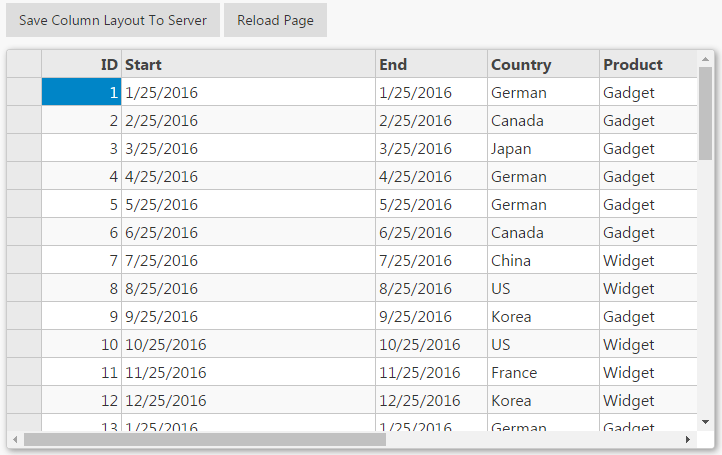 Save Column Layout To Server Reload Page
ID Start End Country Product
1 1/25/2016 1/25/2016 German Gadget
2 2/25/2016 2/25/2016 Canada Gadget
3 3/25/2016 3/25/2016 Japan Gadget
4 4/25/2016 4/25/2016 German Gadget
5 5/25/2016 5/25/2016 German Gadget
6 6/25/2016 6/25/2016 Canada Gadget
7 7/25/2016 7/25/2016 China Widget
8 8/25/2016 8/25/2016 US Widget
9 9/25/2016 9/25/2016 Korea Gadget
10 10/25/2016 10/25/2016 US Widget
11 11/25/2016 11/25/2016 France Widget
12 12/25/2016 12/25/2016 Korea Widget
13 1/25/2016 1/25/2016 German Gadget